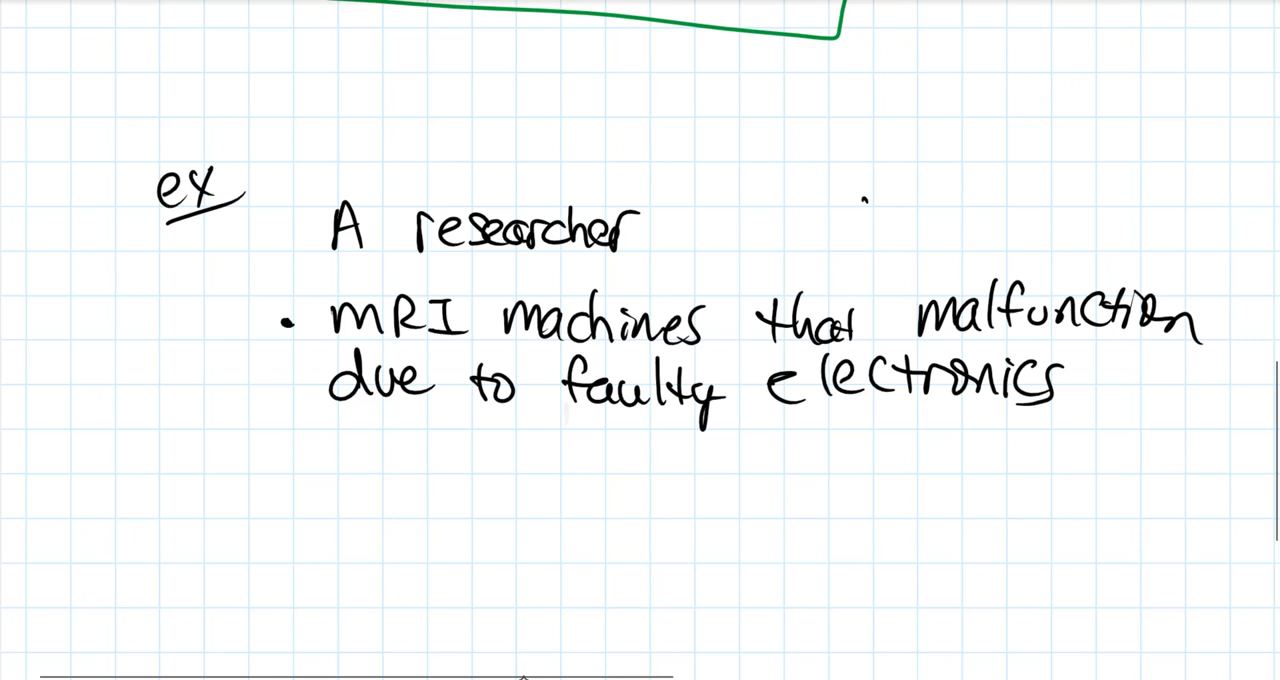 ex
A researcher
• MRI machines that malfunction
due to faulty electronics